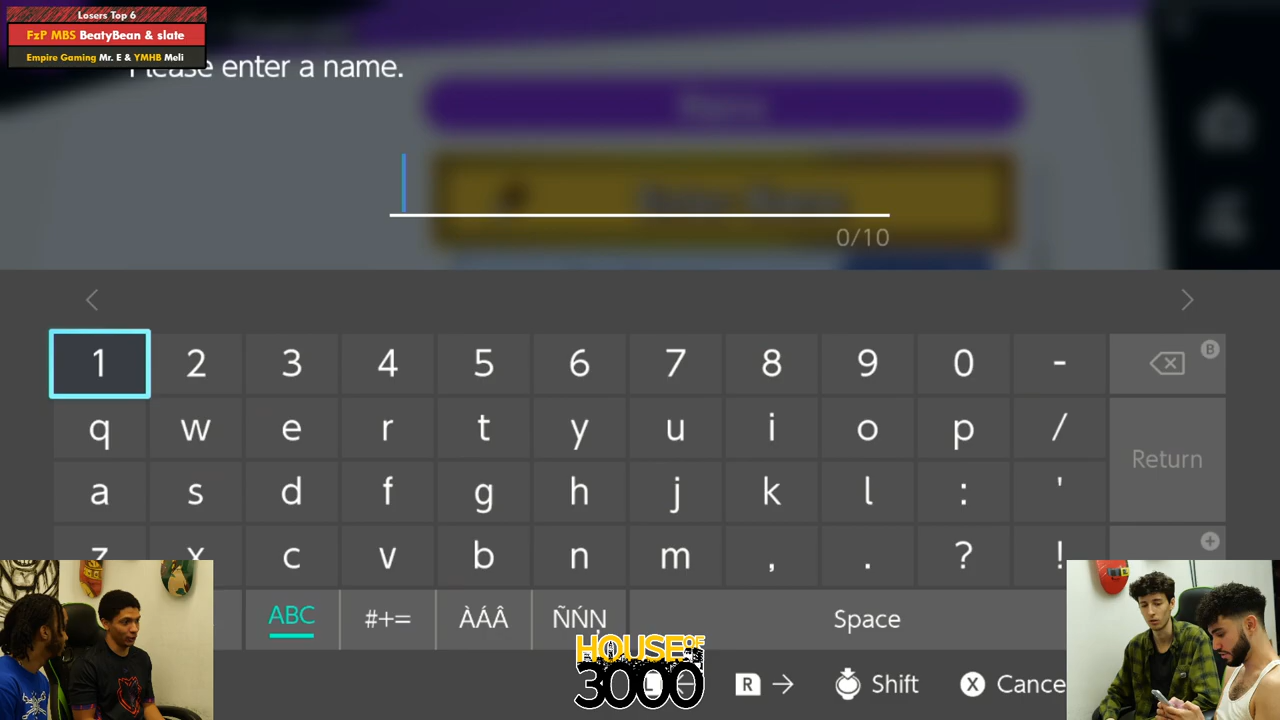 Losers Top 6
FzP MBS BeatyBean & slate
Empire Gaming Mr. E & YMHB Meli
Please enter a name.
0/10
1 2 3 4 5 6 7 8 9 0 - B
q w e r t y u i o p / Return
a s d f g h j k l : '
z x c v b n m , . ? ! +
ABC #+= ÀÁÂ ÑŃŅ Space
HOUSE OF
3000
L R → Shift X Cance